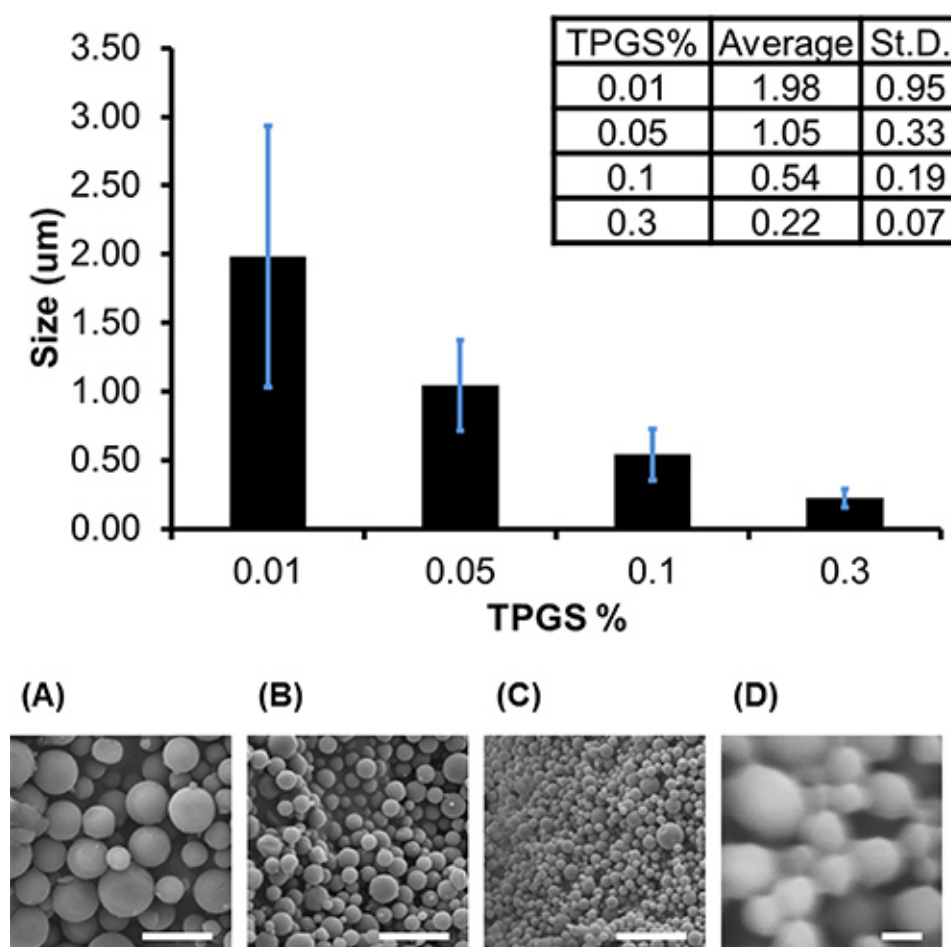 3.50
3.00
2.50
2.00
1.50
1.00
0.50
0.00
Size (um)
TPGS% Average St.D.
0.01 1.98 0.95
0.05 1.05 0.33
0.1 0.54 0.19
0.3 0.22 0.07
0.01 0.05 0.1 0.3
TPGS %
(A) (B) (C) (D)